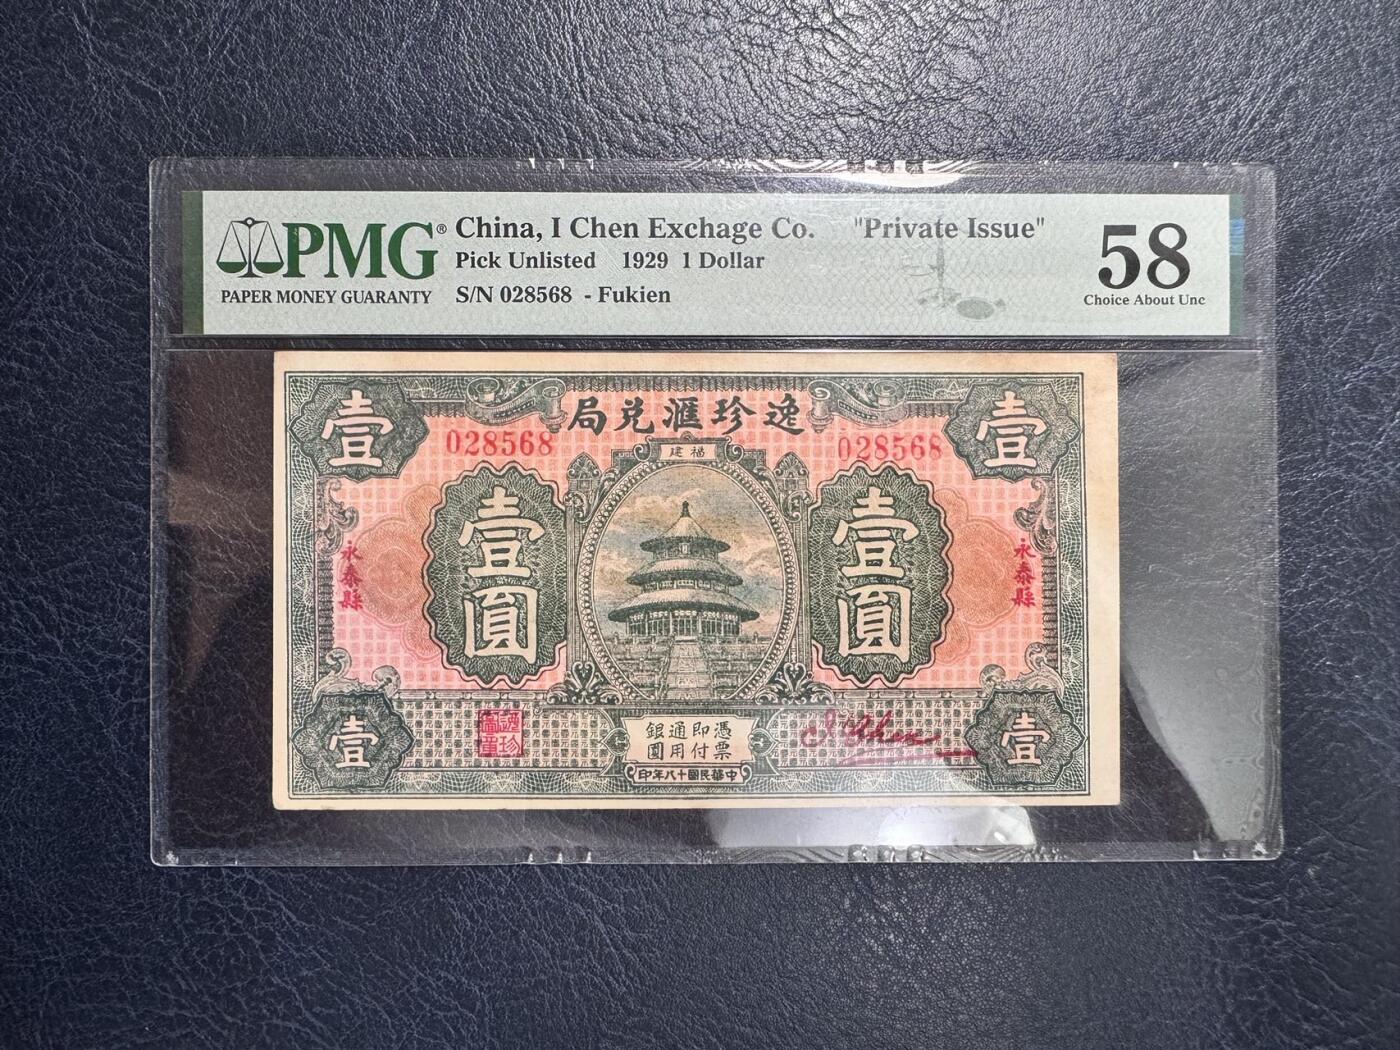 PMG®
PAPER MONEY GUARANTY
China, I Chen Exchage Co. "Private Issue"
Pick Unlisted 1929 1 Dollar
S/N 028568 - Fukien
58
Choice About Unc
壹
局兌滙珍逸
壹
028568
建福
028568
壹圓
壹圓
永泰縣
永泰縣
憑票
即付
通用
銀圓
印年八十國民華中
壹
壹